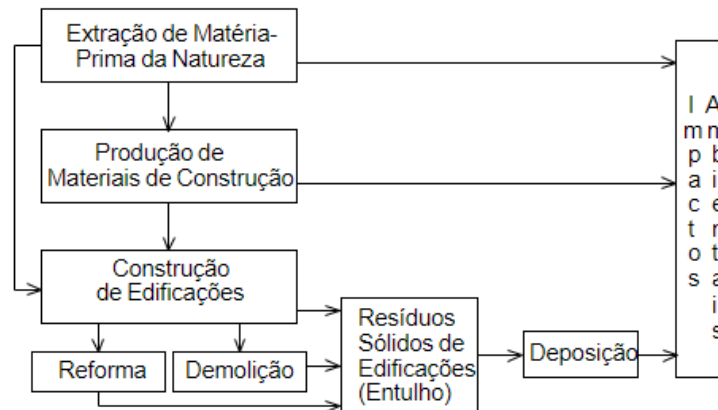 Extração de Matéria-
Prima da Natureza
Produção de
Materiais de Construção
Construção
de Edificações
Reforma
Demolição
Resíduos
Sólidos de
Edificações
(Entulho)
Deposição
Impactos
Ambientais